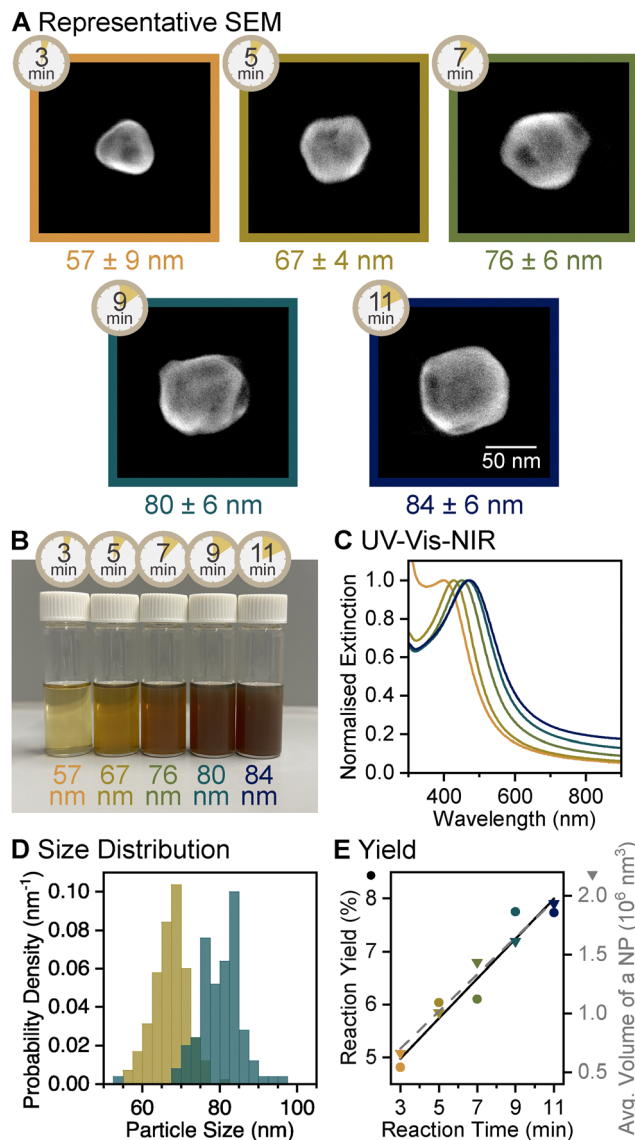 A Representative SEM
3 min
5 min
7 min
57 ± 9 nm
67 ± 4 nm
76 ± 6 nm
9 min
11 min
50 nm
80 ± 6 nm
84 ± 6 nm
B
3 min
5 min
7 min
9 min
11 min
57 nm
67 nm
76 nm
80 nm
84 nm
C UV-Vis-NIR
Normalised Extinction
1.0
0.8
0.6
0.4
0.2
0.0
400 600 800
Wavelength (nm)
D Size Distribution
Probability Density (nm⁻¹)
0.10
0.08
0.06
0.04
0.02
0.00
60 80 100
Particle Size (nm)
E Yield
Reaction Yield (%)
8
7
6
5
2.0
1.5
1.0
0.5
Avg. Volume of a NP (10⁶ nm³)
3 5 7 9 11
Reaction Time (min)